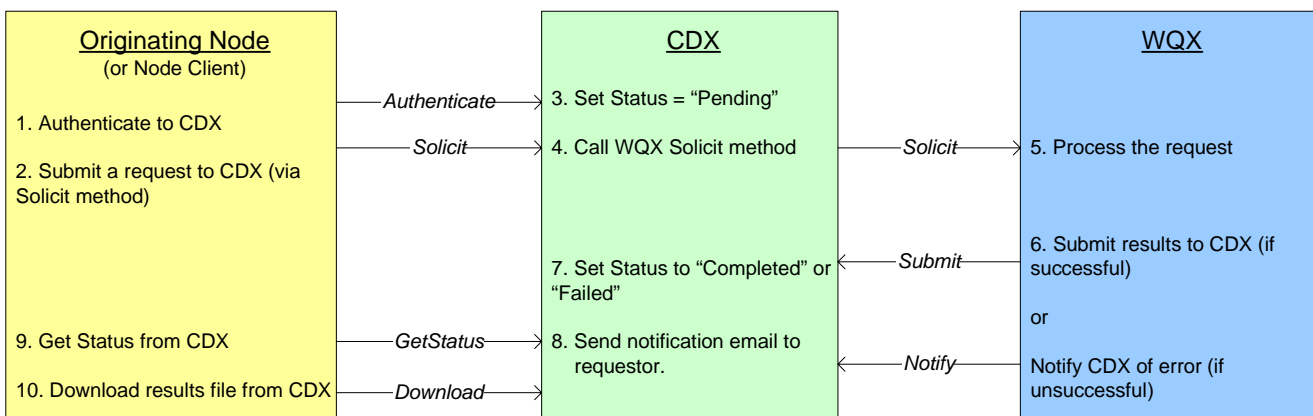 Originating Node
(or Node Client)
1. Authenticate to CDX
2. Submit a request to CDX (via
Solicit method)
9. Get Status from CDX
10. Download results file from CDX
Authenticate
Solicit
GetStatus
Download
CDX
3. Set Status = “Pending”
4. Call WQX Solicit method
7. Set Status to “Completed” or
“Failed”
8. Send notification email to
requestor.
Solicit
Submit
Notify
WQX
5. Process the request
6. Submit results to CDX (if
successful)
or
Notify CDX of error (if
unsuccessful)